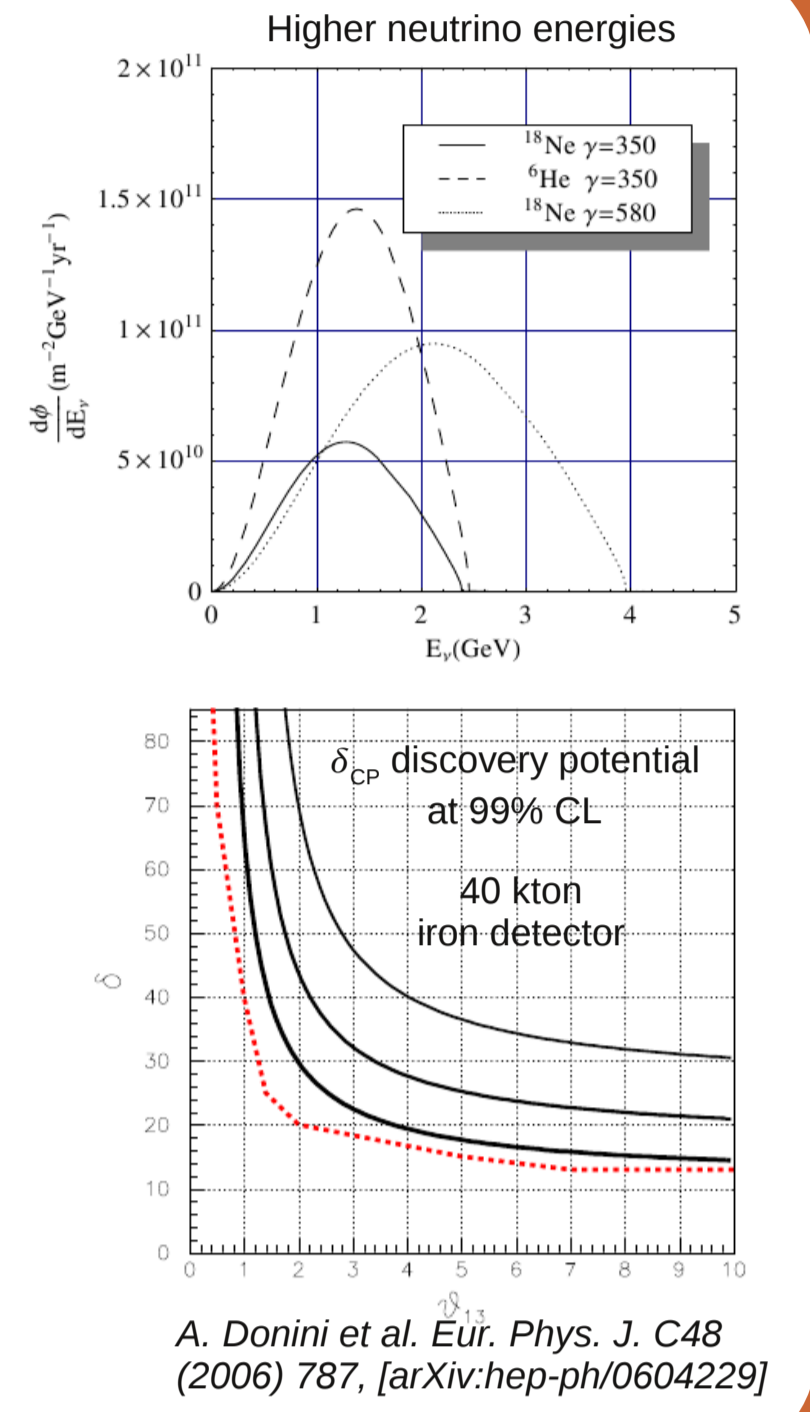 Higher neutrino energies
2×10¹¹
1.5×10¹¹
1×10¹¹
5×10¹⁰
0
dϕ/dEᵥ (m⁻²GeV⁻¹yr⁻¹)
¹⁸Ne γ=350
⁶He γ=350
¹⁸Ne γ=580
0 1 2 3 4 5
Eᵥ(GeV)
80
70
60
50
40
30
20
10
0
δ
δCP discovery potential
at 99% CL
40 kton
iron detector
0 1 2 3 4 5 6 7 8 9 10
ϑ₁₃
A. Donini et al. Eur. Phys. J. C48
(2006) 787, [arXiv:hep-ph/0604229]